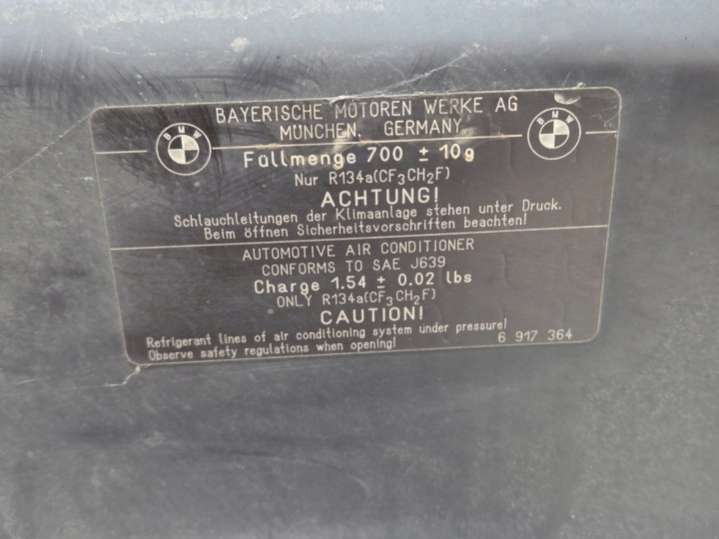 BAYERISCHE MOTOREN WERKE AG
MÜNCHEN, GERMANY
BMW
BMW
Füllmenge 700 ± 10g
Nur R134a(CF₃CH₂F)
ACHTUNG!
Schlauchleitungen der Klimaanlage stehen unter Druck.
Beim öffnen Sicherheitsvorschriften beachten!
AUTOMOTIVE AIR CONDITIONER
CONFORMS TO SAE J639
Charge 1.54 ± 0.02 lbs
ONLY R134a(CF₃CH₂F)
CAUTION!
Refrigerant lines of air conditioning system under pressure!
Observe safety regulations when opening!
6 917 364